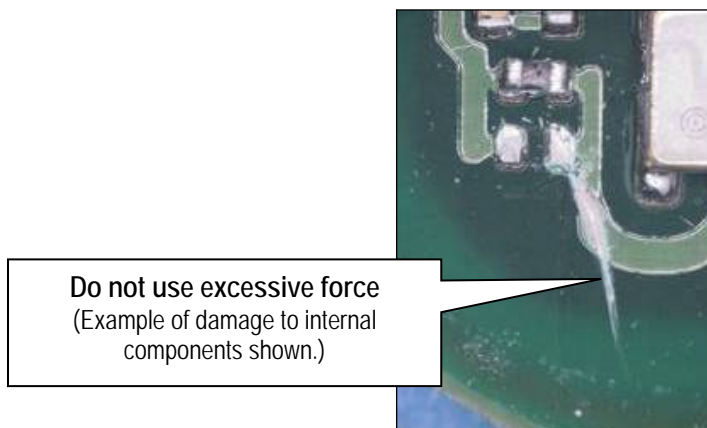 Do not use excessive force
(Example of damage to internal
components shown.)